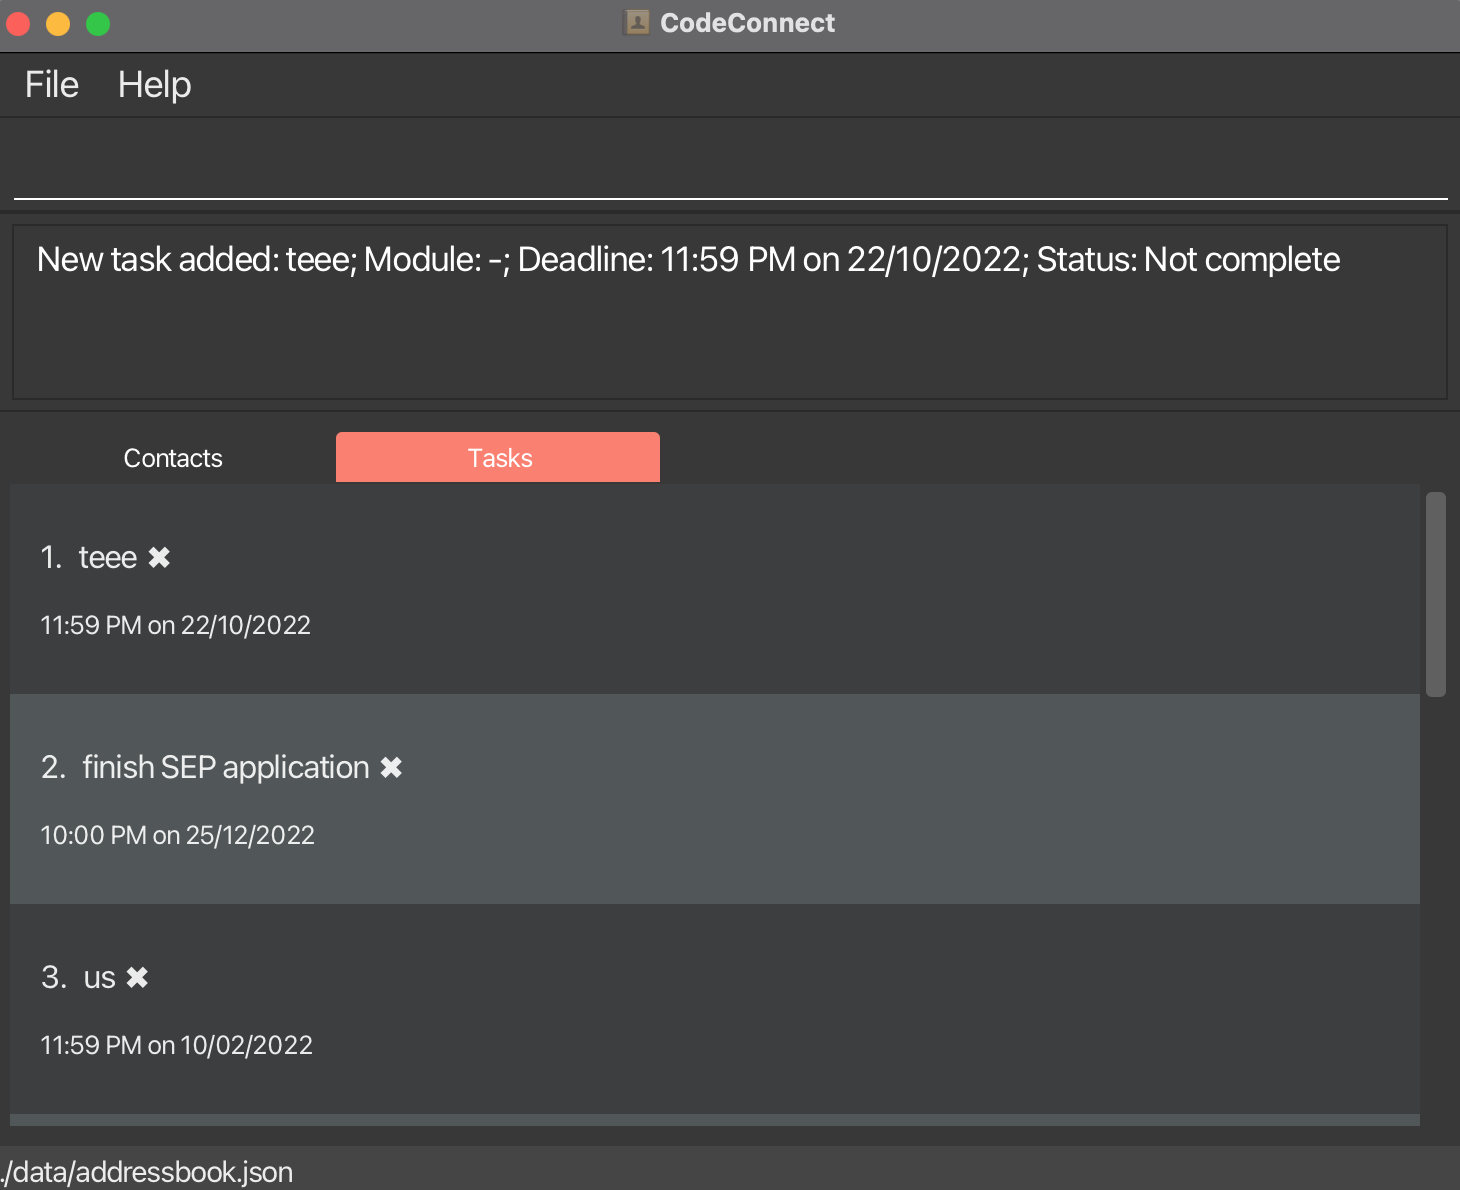 CodeConnect
File Help
New task added: teee; Module: -; Deadline: 11:59 PM on 22/10/2022; Status: Not complete
Contacts Tasks
1. teee ✖
11:59 PM on 22/10/2022
2. finish SEP application ✖
10:00 PM on 25/12/2022
3. us ✖
11:59 PM on 10/02/2022
./data/addressbook.json